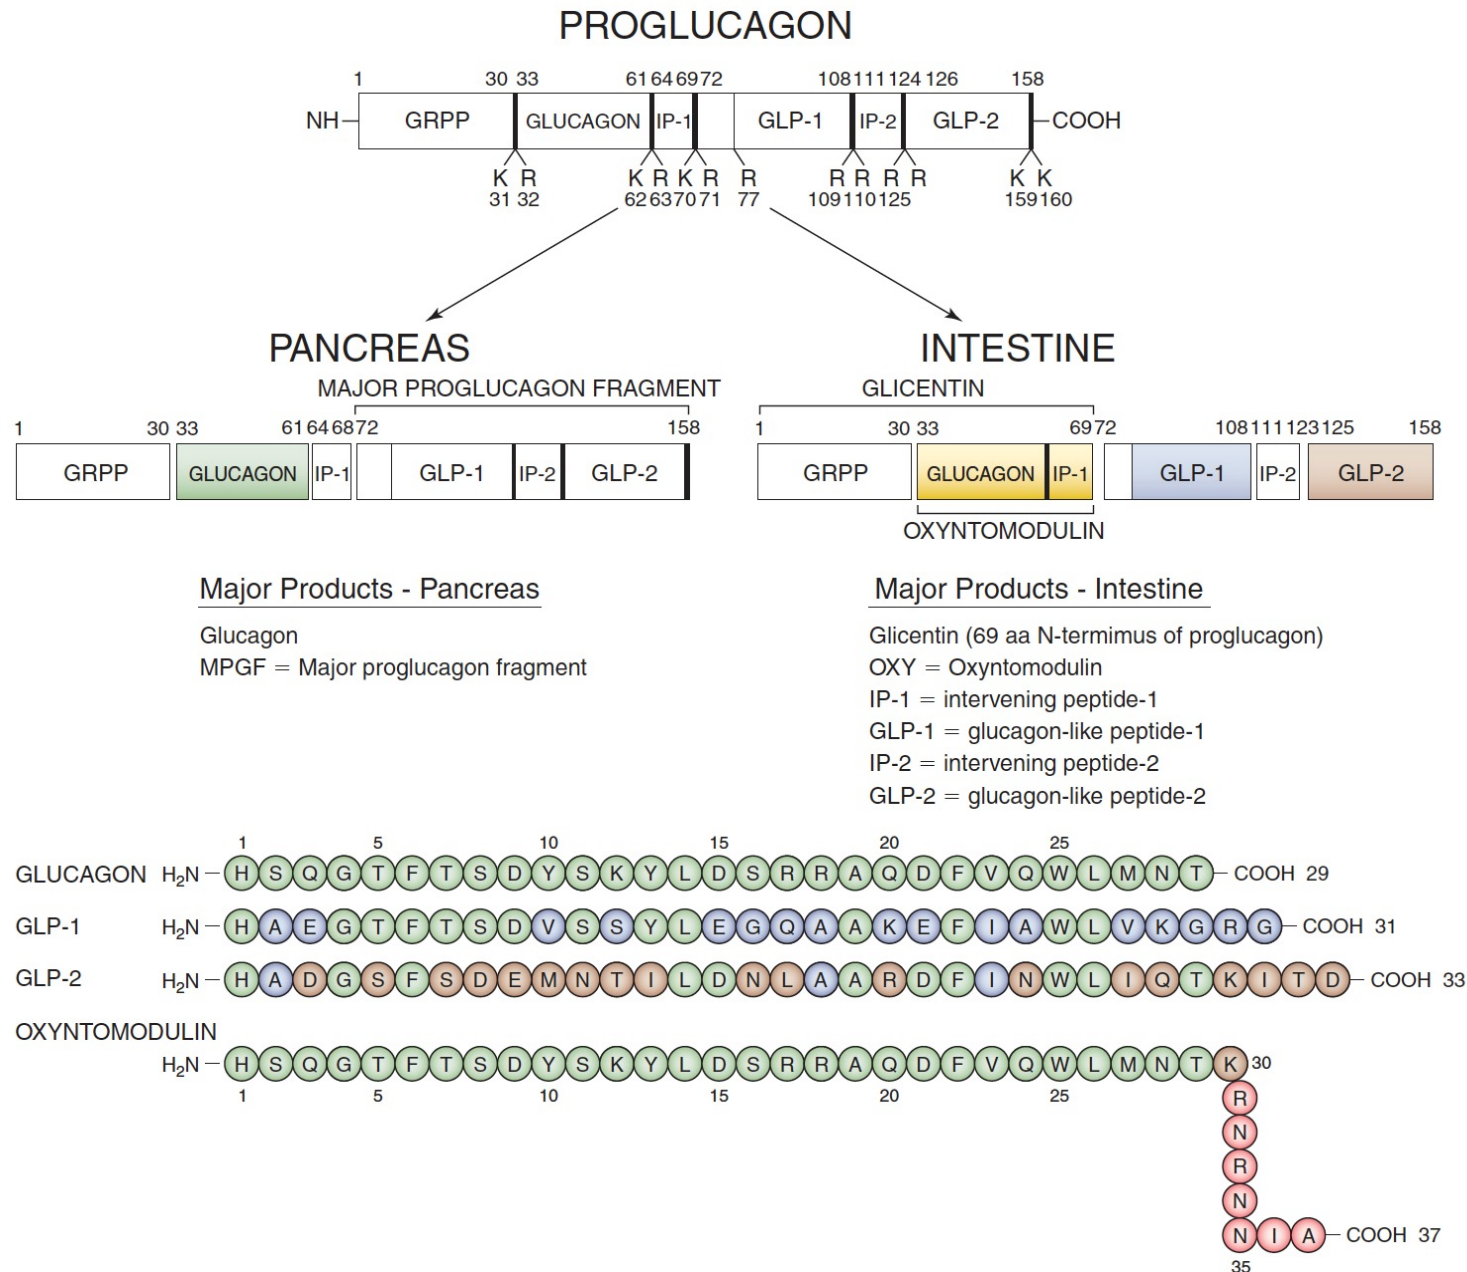 PROGLUCAGON
1 30 33 61 64 69 72 108 111 124 126 158
NH GRPP GLUCAGON IP-1 GLP-1 IP-2 GLP-2 COOH
K R K R K R R R R R R K K
31 32 62 63 70 71 77 109 110 125 159 160
PANCREAS
MAJOR PROGLUCAGON FRAGMENT
1 30 33 61 64 68 72 158
GRPP GLUCAGON IP-1 GLP-1 IP-2 GLP-2
INTESTINE
GLICENTIN
1 30 33 69 72 108 111 123 125 158
GRPP GLUCAGON IP-1 GLP-1 IP-2 GLP-2
OXYNTOMODULIN
Major Products - Pancreas
Glucagon
MPGF = Major proglucagon fragment
Major Products - Intestine
Glicentin (69 aa N-termimus of proglucagon)
OXY = Oxyntomodulin
IP-1 = intervening peptide-1
GLP-1 = glucagon-like peptide-1
IP-2 = intervening peptide-2
GLP-2 = glucagon-like peptide-2
1 5 10 15 20 25
GLUCAGON H2N H S Q G T F T S D Y S K Y L D S R R A Q D F V Q W L M N T COOH 29
GLP-1 H2N H A E G T F T S D V S S Y L E G Q A A K E F I A W L V K G R G COOH 31
GLP-2 H2N H A D G S F S D E M N T I L D N L A A R D F I N W L I Q T K I T D COOH 33
OXYNTOMODULIN
H2N H S Q G T F T S D Y S K Y L D S R R A Q D F V Q W L M N T K 30
1 5 10 15 20 25
R
N
R
N
N I A COOH 37
35